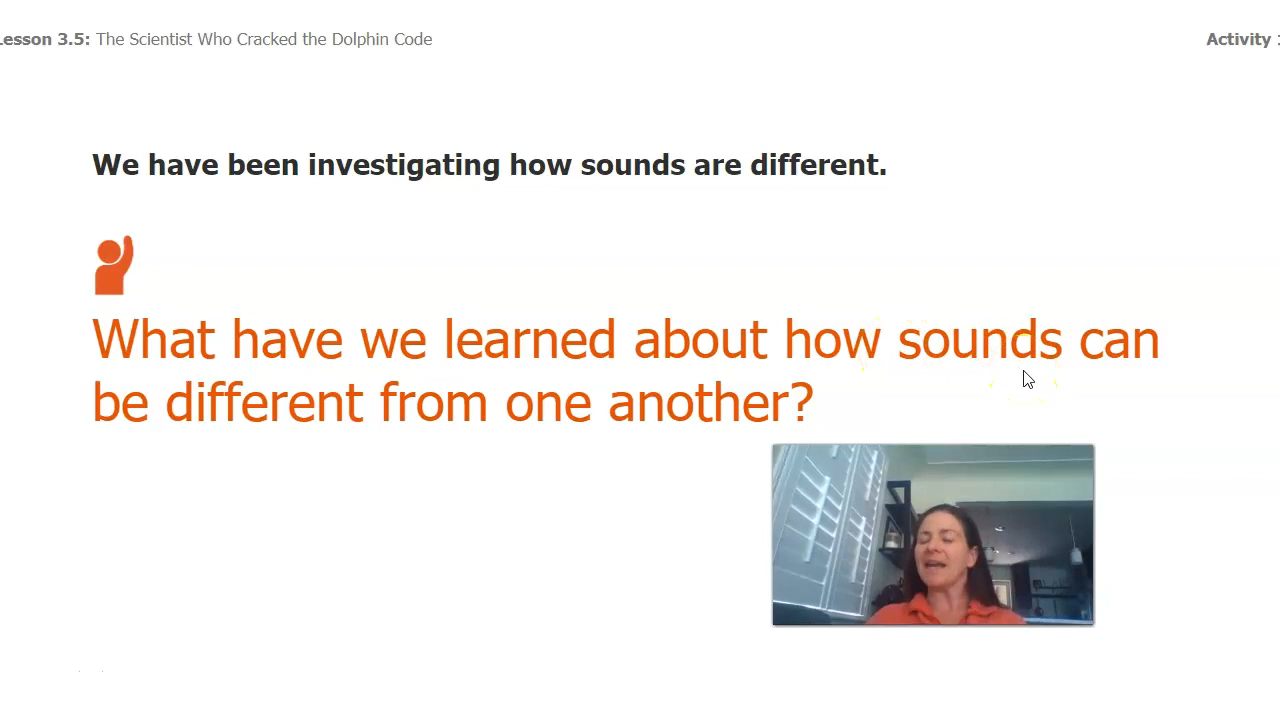 Lesson 3.5: The Scientist Who Cracked the Dolphin Code
Activity
We have been investigating how sounds are different.
What have we learned about how sounds can
be different from one another?